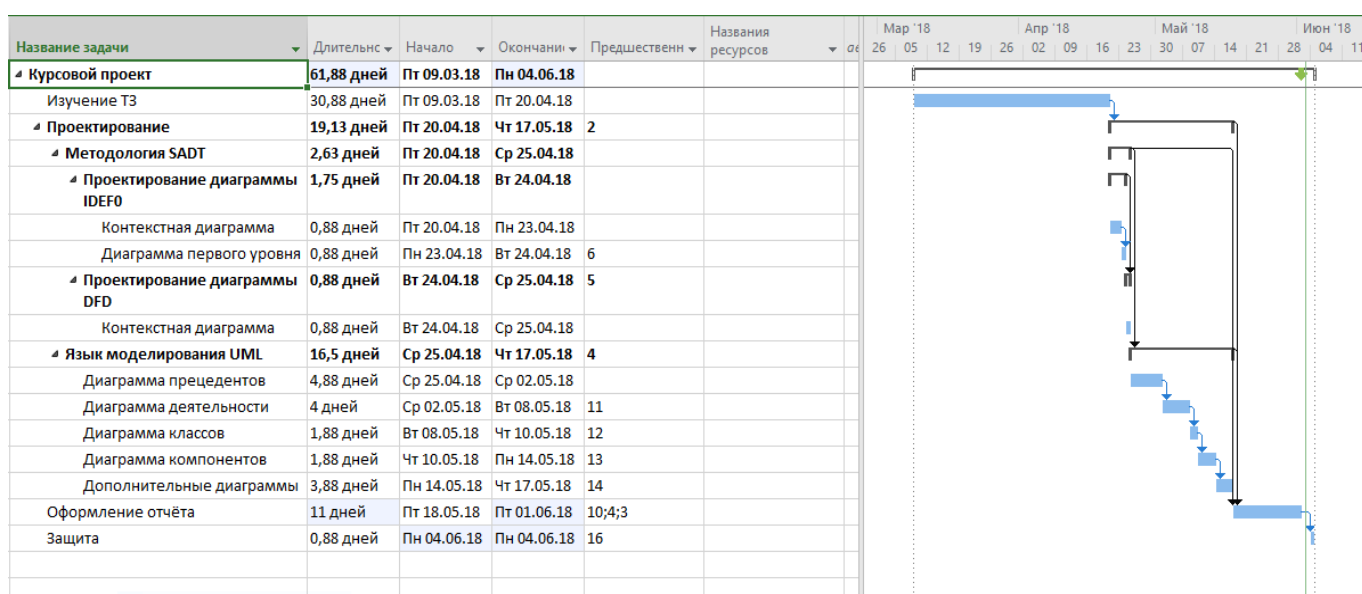 Названия
Мар '18 Апр '18 Май '18 Июн '18
Название задачи Длительнс Начало Окончани Предшественн ресурсов 26 05 12 19 26 02 09 16 23 30 07 14 21 28 04 11
Курсовой проект 61,88 дней Пт 09.03.18 Пн 04.06.18
Изучение ТЗ 30,88 дней Пт 09.03.18 Пт 20.04.18
Проектирование 19,13 дней Пт 20.04.18 Чт 17.05.18 2
Методология SADT 2,63 дней Пт 20.04.18 Ср 25.04.18
Проектирование диаграммы 1,75 дней Пт 20.04.18 Вт 24.04.18
IDEF0
Контекстная диаграмма 0,88 дней Пт 20.04.18 Пн 23.04.18
Диаграмма первого уровня 0,88 дней Пн 23.04.18 Вт 24.04.18 6
Проектирование диаграммы 0,88 дней Вт 24.04.18 Ср 25.04.18 5
DFD
Контекстная диаграмма 0,88 дней Вт 24.04.18 Ср 25.04.18
Язык моделирования UML 16,5 дней Ср 25.04.18 Чт 17.05.18 4
Диаграмма прецедентов 4,88 дней Ср 25.04.18 Ср 02.05.18
Диаграмма деятельности 4 дней Ср 02.05.18 Вт 08.05.18 11
Диаграмма классов 1,88 дней Вт 08.05.18 Чт 10.05.18 12
Диаграмма компонентов 1,88 дней Чт 10.05.18 Пн 14.05.18 13
Дополнительные диаграммы 3,88 дней Пн 14.05.18 Чт 17.05.18 14
Оформление отчёта 11 дней Пт 18.05.18 Пт 01.06.18 10;4;3
Защита 0,88 дней Пн 04.06.18 Пн 04.06.18 16